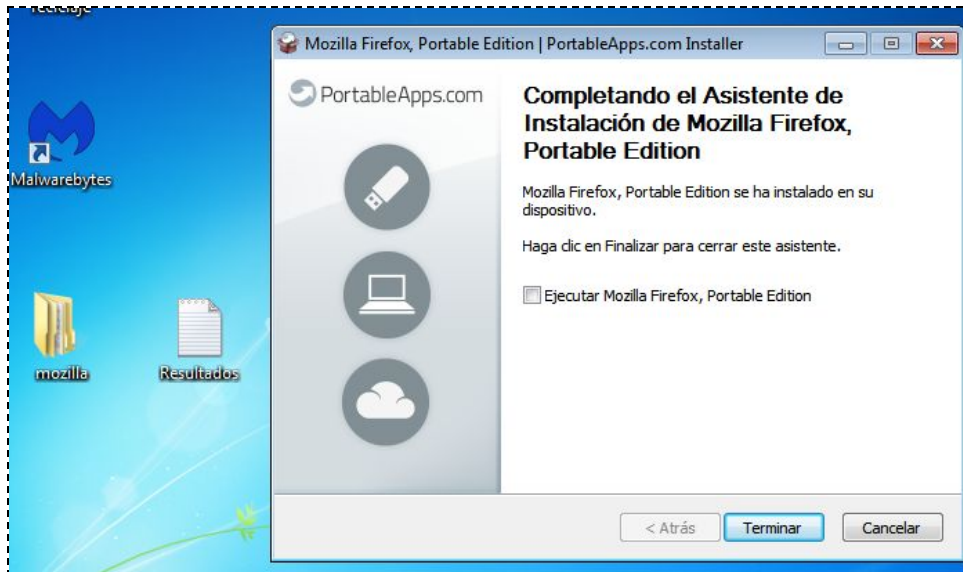 reciclaje
Malwarebytes
mozilla
Resultados
Mozilla Firefox, Portable Edition | PortableApps.com Installer
PortableApps.com
Completando el Asistente de
Instalación de Mozilla Firefox,
Portable Edition
Mozilla Firefox, Portable Edition se ha instalado en su
dispositivo.
Haga clic en Finalizar para cerrar este asistente.
Ejecutar Mozilla Firefox, Portable Edition
< Atrás
Terminar
Cancelar